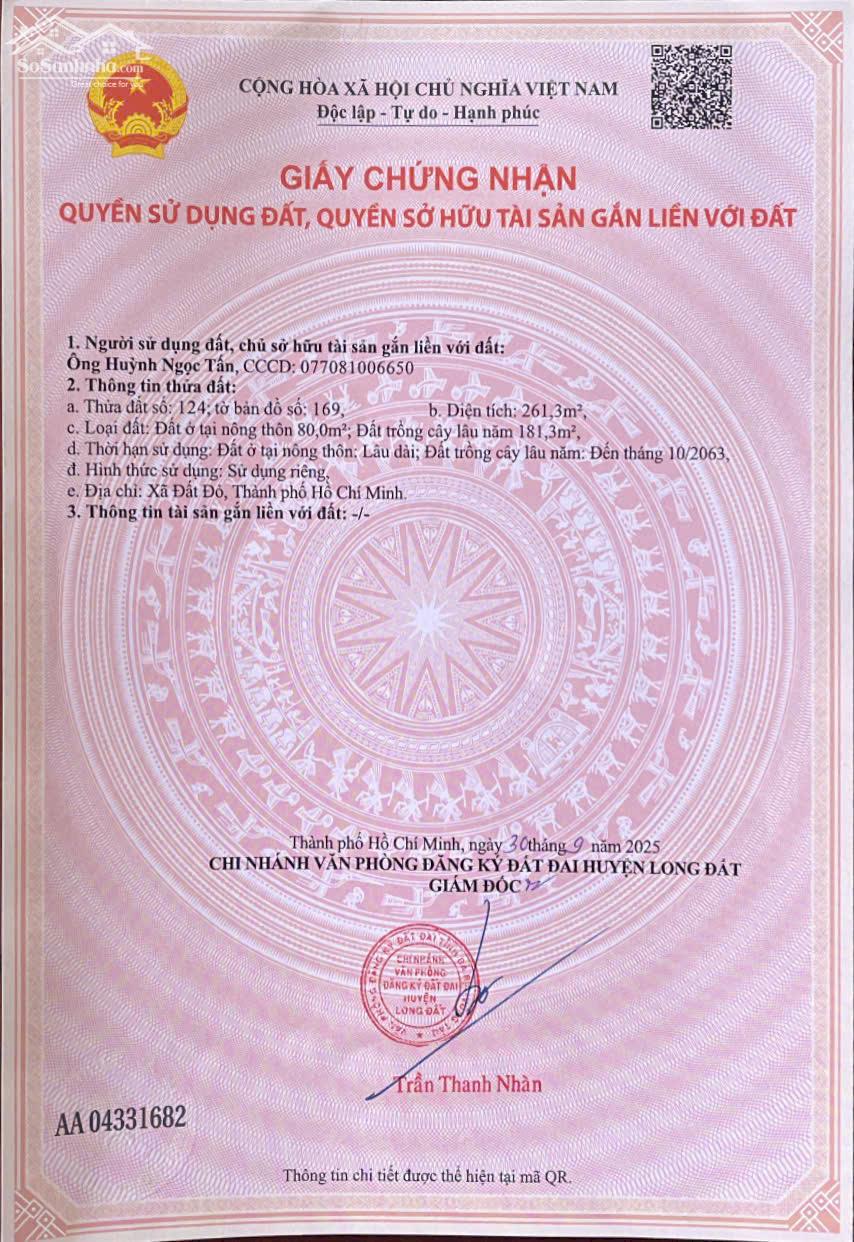 SoSanhnha.com
Great choice for you
CỘNG HÒA XÃ HỘI CHỦ NGHĨA VIỆT NAM
Độc lập - Tự do - Hạnh phúc
GIẤY CHỨNG NHẬN
QUYỀN SỬ DỤNG ĐẤT, QUYỀN SỞ HỮU TÀI SẢN GẮN LIỀN VỚI ĐẤT
1. Người sử dụng đất, chủ sở hữu tài sản gắn liền với đất:
Ông Huỳnh Ngọc Tấn, CCCD: 077081006650
2. Thông tin thửa đất:
a. Thửa đất số: 124; tờ bản đồ số: 169, b. Diện tích: 261,3m²,
c. Loại đất: Đất ở tại nông thôn 80,0m²; Đất trồng cây lâu năm 181,3m²,
d. Thời hạn sử dụng: Đất ở tại nông thôn: Lâu dài; Đất trồng cây lâu năm: Đến tháng 10/2063,
đ. Hình thức sử dụng: Sử dụng riêng,
e. Địa chỉ: Xã Đất Đỏ, Thành phố Hồ Chí Minh.
3. Thông tin tài sản gắn liền với đất: -/-
Thành phố Hồ Chí Minh, ngày 30 tháng 9 năm 2025
CHI NHÁNH VĂN PHÒNG ĐĂNG KÝ ĐẤT ĐAI HUYỆN LONG ĐẤT
GIÁM ĐỐC
CHI NHÁNH
VĂN PHÒNG
ĐĂNG KÝ ĐẤT ĐAI
HUYỆN
LONG ĐẤT
Trần Thanh Nhàn
AA 04331682
Thông tin chi tiết được thể hiện tại mã QR.